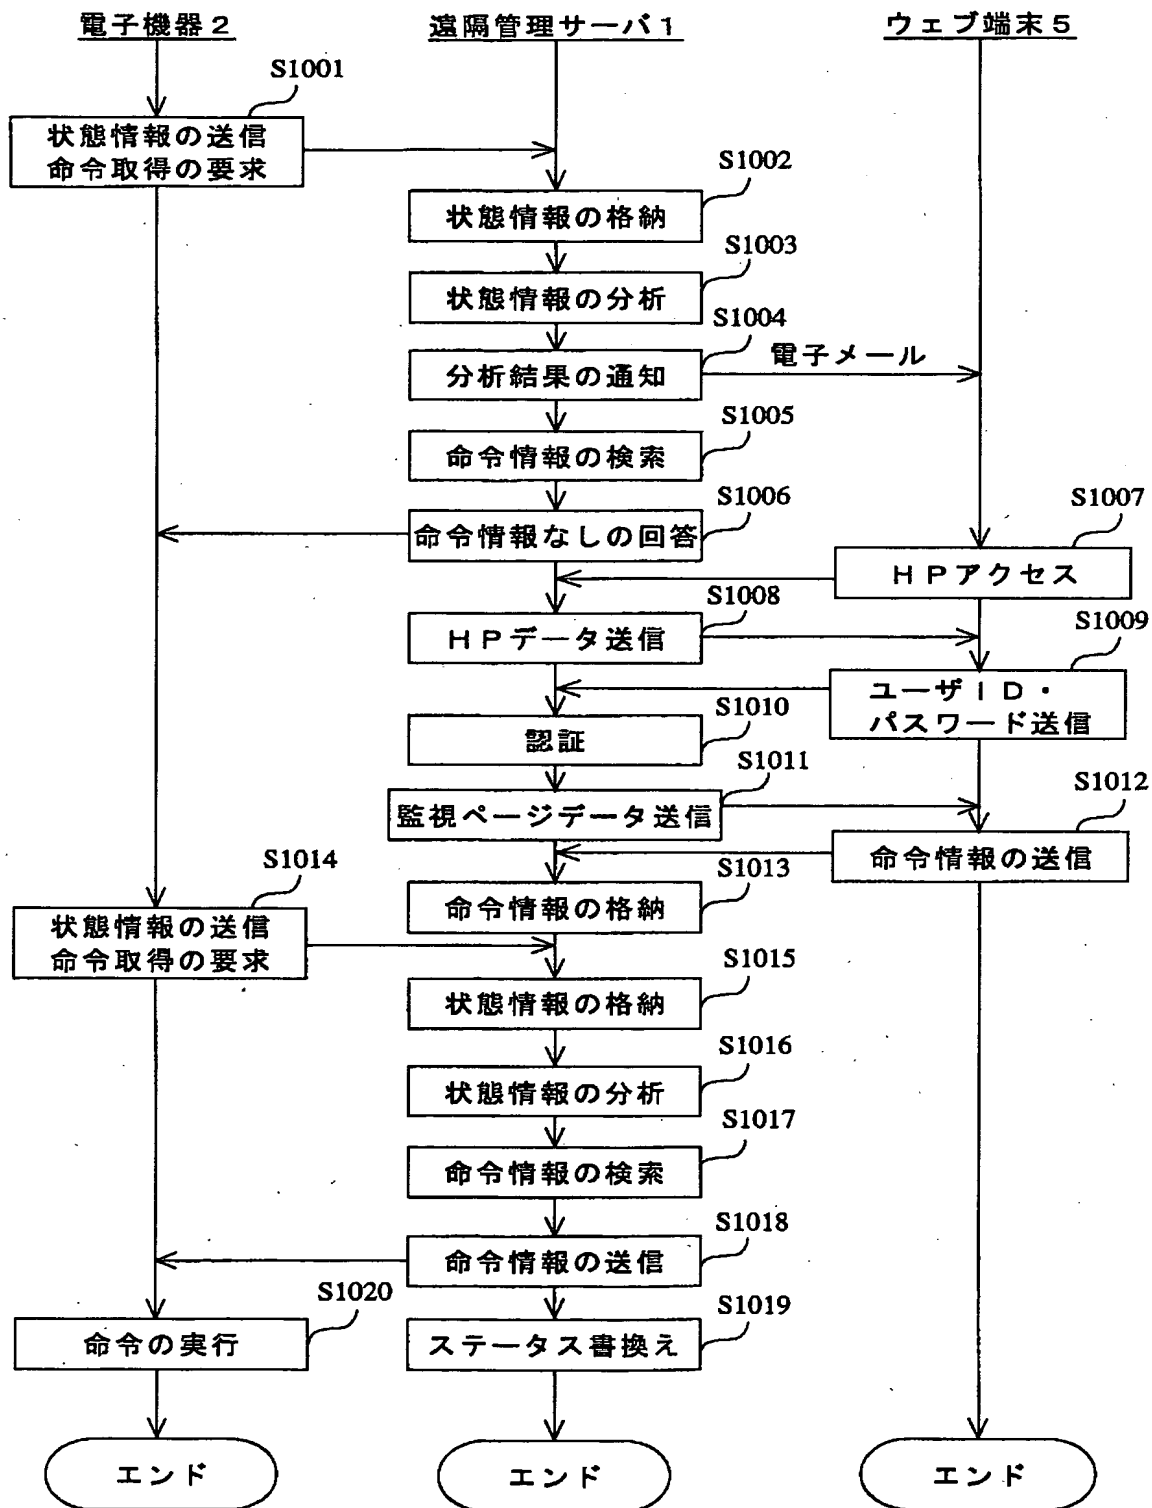 電子機器２
遠隔管理サーバ１
ウェブ端末５
S1001
状態情報の送信
命令取得の要求
S1002
状態情報の格納
S1003
状態情報の分析
S1004
分析結果の通知
電子メール
S1005
命令情報の検索
S1006
命令情報なしの回答
S1007
ＨＰアクセス
S1008
ＨＰデータ送信
S1009
ユーザＩＤ・
パスワード送信
S1010
認証
S1011
監視ページデータ送信
S1012
命令情報の送信
S1013
命令情報の格納
S1014
状態情報の送信
命令取得の要求
S1015
状態情報の格納
S1016
状態情報の分析
S1017
命令情報の検索
S1018
命令情報の送信
S1020
命令の実行
S1019
ステータス書換え
エンド
エンド
エンド